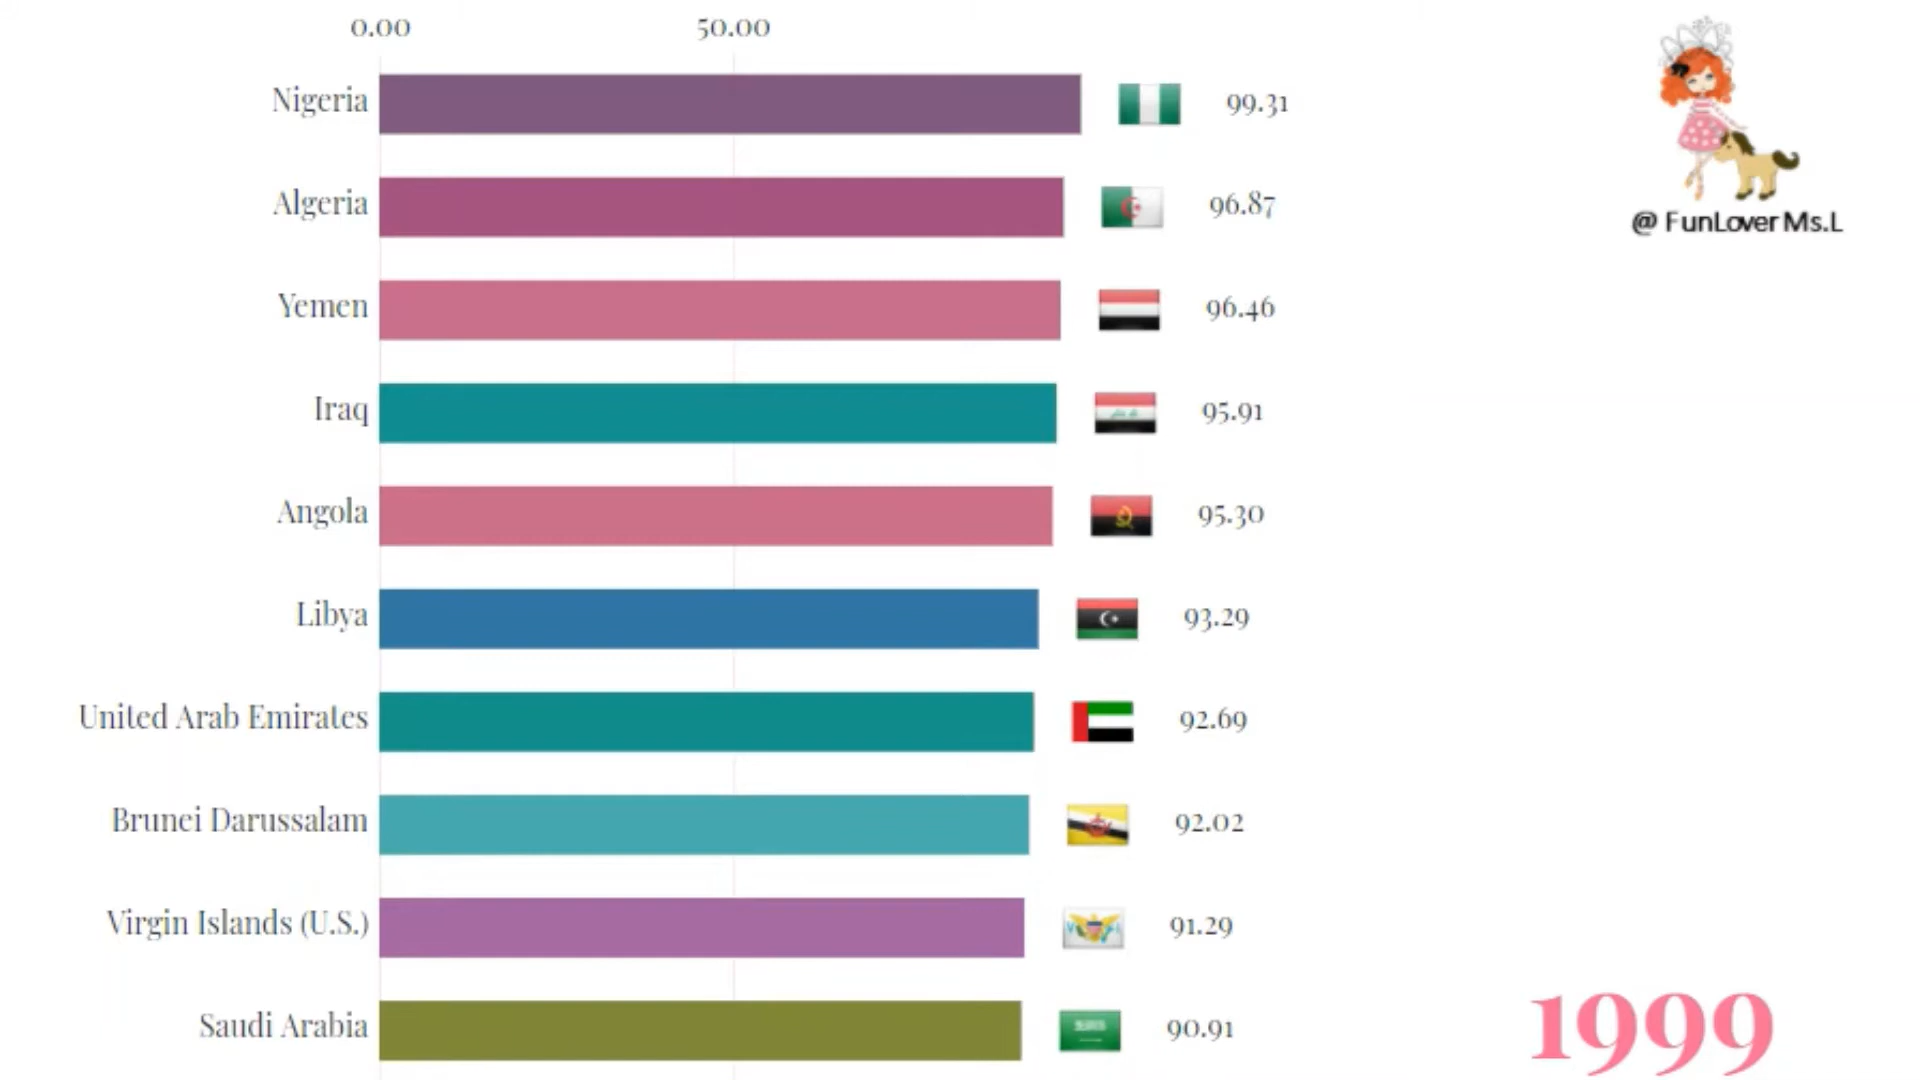 0.00 50.00
Nigeria 99.31
Algeria 96.87
Yemen 96.46
Iraq 95.91
Angola 95.30
Libya 93.29
United Arab Emirates 92.69
Brunei Darussalam 92.02
Virgin Islands (U.S.) 91.29
Saudi Arabia 90.91
@ FunLover Ms.L
1999